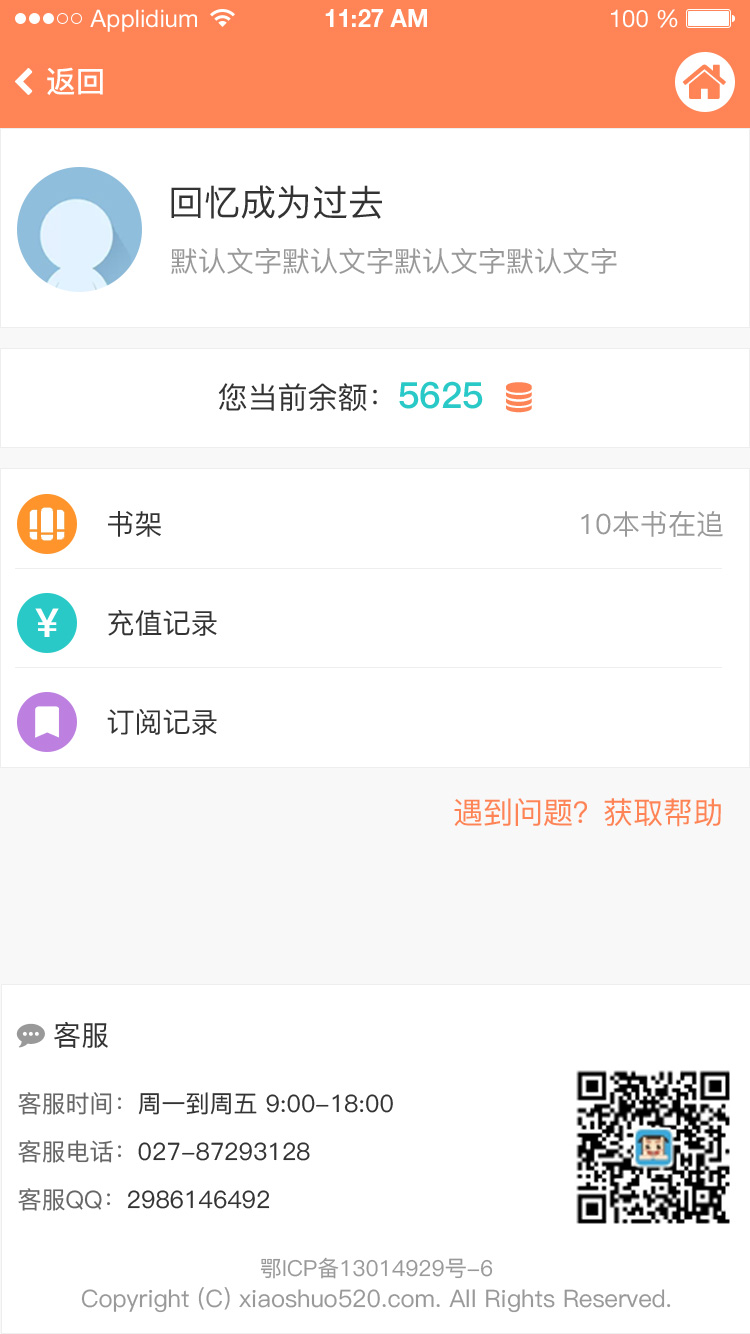 Applidium 11:27 AM 100 %
返回
回忆成为过去
默认文字默认文字默认文字默认文字
您当前余额：5625
书架 10本书在追
¥ 充值记录
订阅记录
遇到问题？获取帮助
客服
客服时间：周一到周五 9:00-18:00
客服电话：027-87293128
客服QQ：2986146492
鄂ICP备13014929号-6
Copyright (C) xiaoshuo520.com. All Rights Reserved.